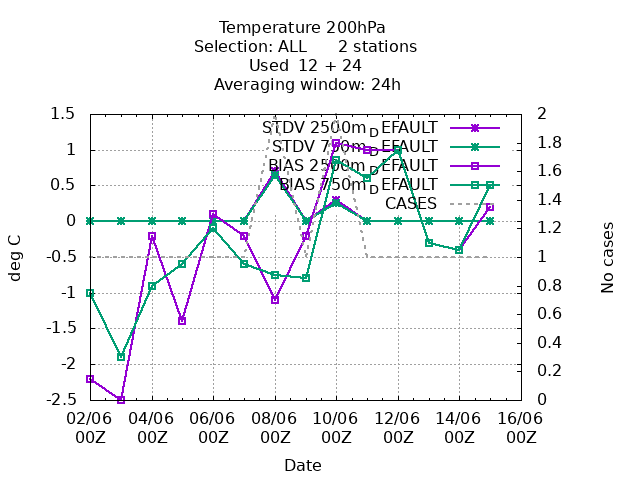 Temperature 200hPa
Selection: ALL 2 stations
Used 12 + 24
Averaging window: 24h
1.5
1
0.5
0
-0.5
-1
-1.5
-2
-2.5
deg C
2
1.8
1.6
1.4
1.2
1
0.8
0.6
0.4
0.2
0
No cases
STDV 2500m_DEFAULT
STDV 750m_DEFAULT
BIAS 2500m_DEFAULT
BIAS 750m_DEFAULT
CASES
02/06 04/06 06/06 08/06 10/06 12/06 14/06 16/06
00Z 00Z 00Z 00Z 00Z 00Z 00Z 00Z
Date